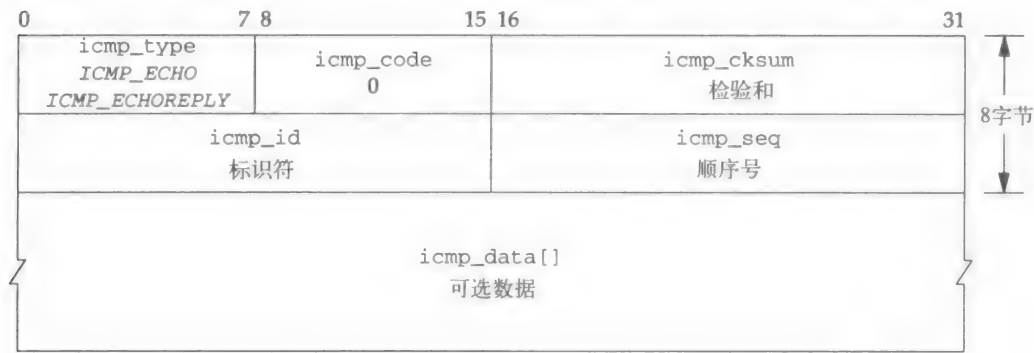 0 7 8 15 16 31
icmp_type
ICMP_ECHO
ICMP_ECHOREPLY
icmp_code
0
icmp_cksum
检验和
8字节
icmp_id
标识符
icmp_seq
顺序号
icmp_data[]
可选数据